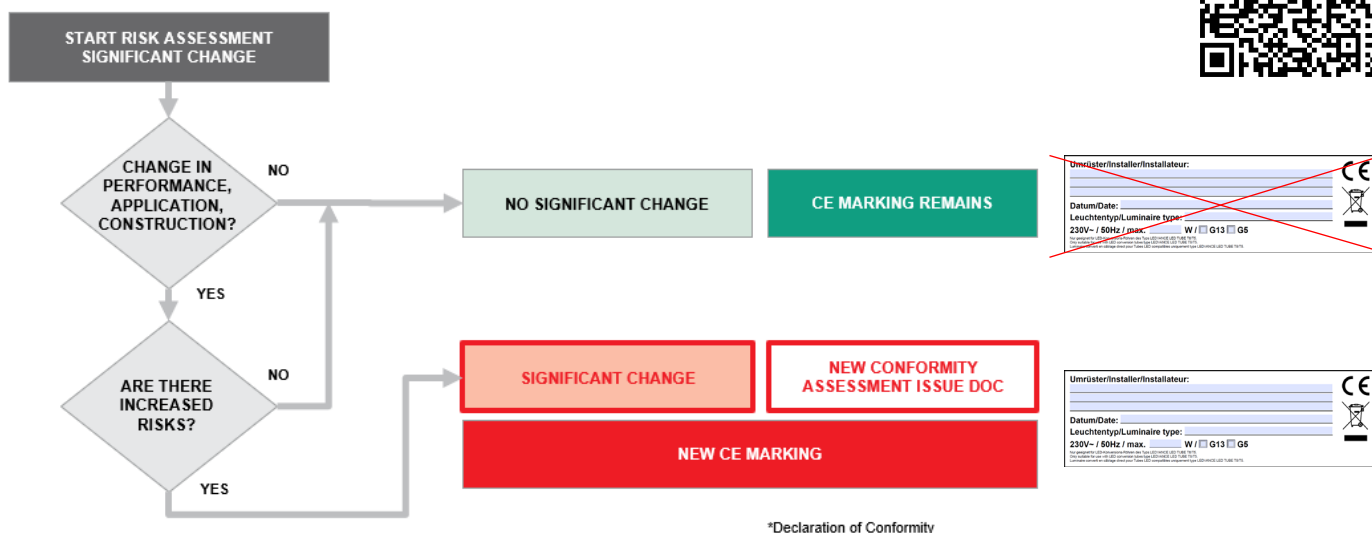 START RISK ASSESSMENT
SIGNIFICANT CHANGE
CHANGE IN
PERFORMANCE,
APPLICATION,
CONSTRUCTION?
NO
YES
NO SIGNIFICANT CHANGE
CE MARKING REMAINS
Umrüster/Installer/Installateur:
Datum/Date:
Leuchtentyp/Luminaire type:
230V~ / 50Hz / max. W / G13 G5
CE
ARE THERE
INCREASED
RISKS?
NO
YES
SIGNIFICANT CHANGE
NEW CONFORMITY
ASSESSMENT ISSUE DOC
NEW CE MARKING
Umrüster/Installer/Installateur:
Datum/Date:
Leuchtentyp/Luminaire type:
230V~ / 50Hz / max. W / G13 G5
CE
*Declaration of Conformity